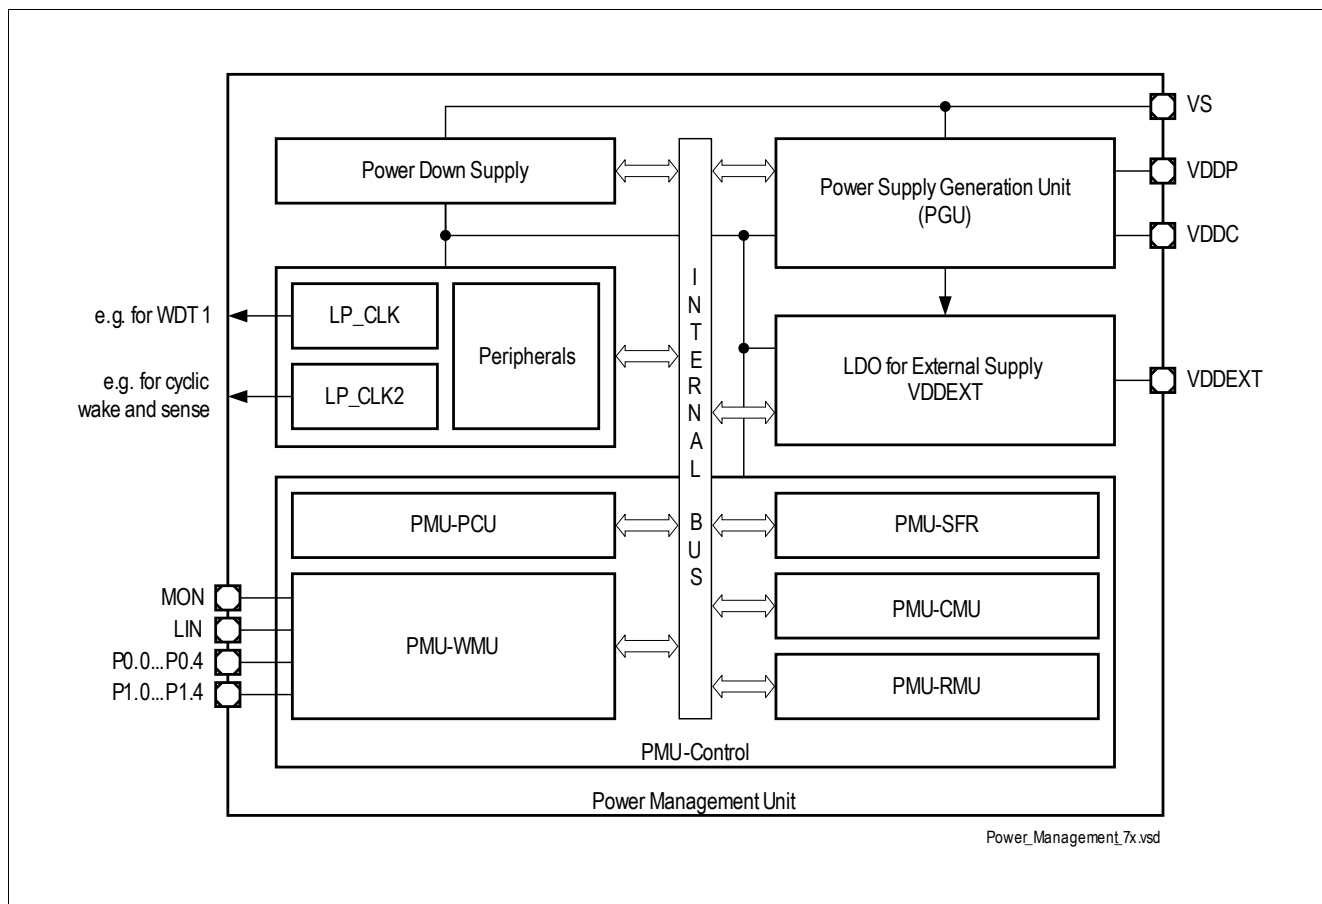 VS
Power Down Supply
Power Supply Generation Unit
(PGU)
VDDP
VDDC
INTERNAL BUS
e.g. for WDT 1
LP_CLK
Peripherals
LDO for External Supply
VDDEXT
VDDEXT
e.g. for cyclic
wake and sense
LP_CLK2
PMU-PCU
PMU-SFR
MON
LIN
P0.0...P0.4
P1.0...P1.4
PMU-WMU
PMU-CMU
PMU-RMU
PMU-Control
Power Management Unit
Power_Management_7x.vsd